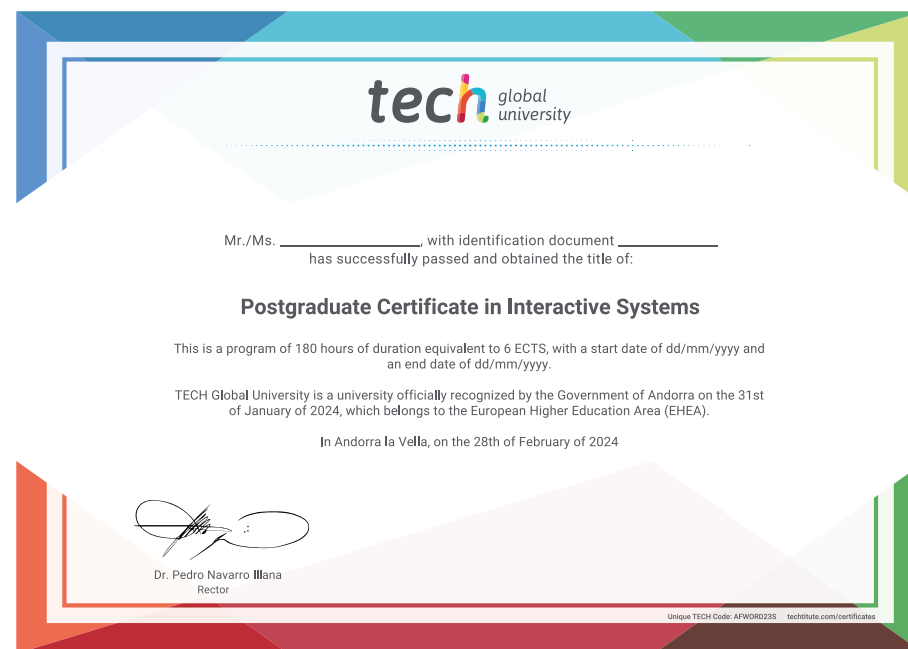 tech global university
Mr./Ms. ____________________, with identification document ______________
has successfully passed and obtained the title of:
Postgraduate Certificate in Interactive Systems
This is a program of 180 hours of duration equivalent to 6 ECTS, with a start date of dd/mm/yyyy and
an end date of dd/mm/yyyy.
TECH Global University is a university officially recognized by the Government of Andorra on the 31st
of January of 2024, which belongs to the European Higher Education Area (EHEA).
In Andorra la Vella, on the 28th of February of 2024
Dr. Pedro Navarro Illana
Rector
Unique TECH Code: AFWORD23S techtitute.com/certificates